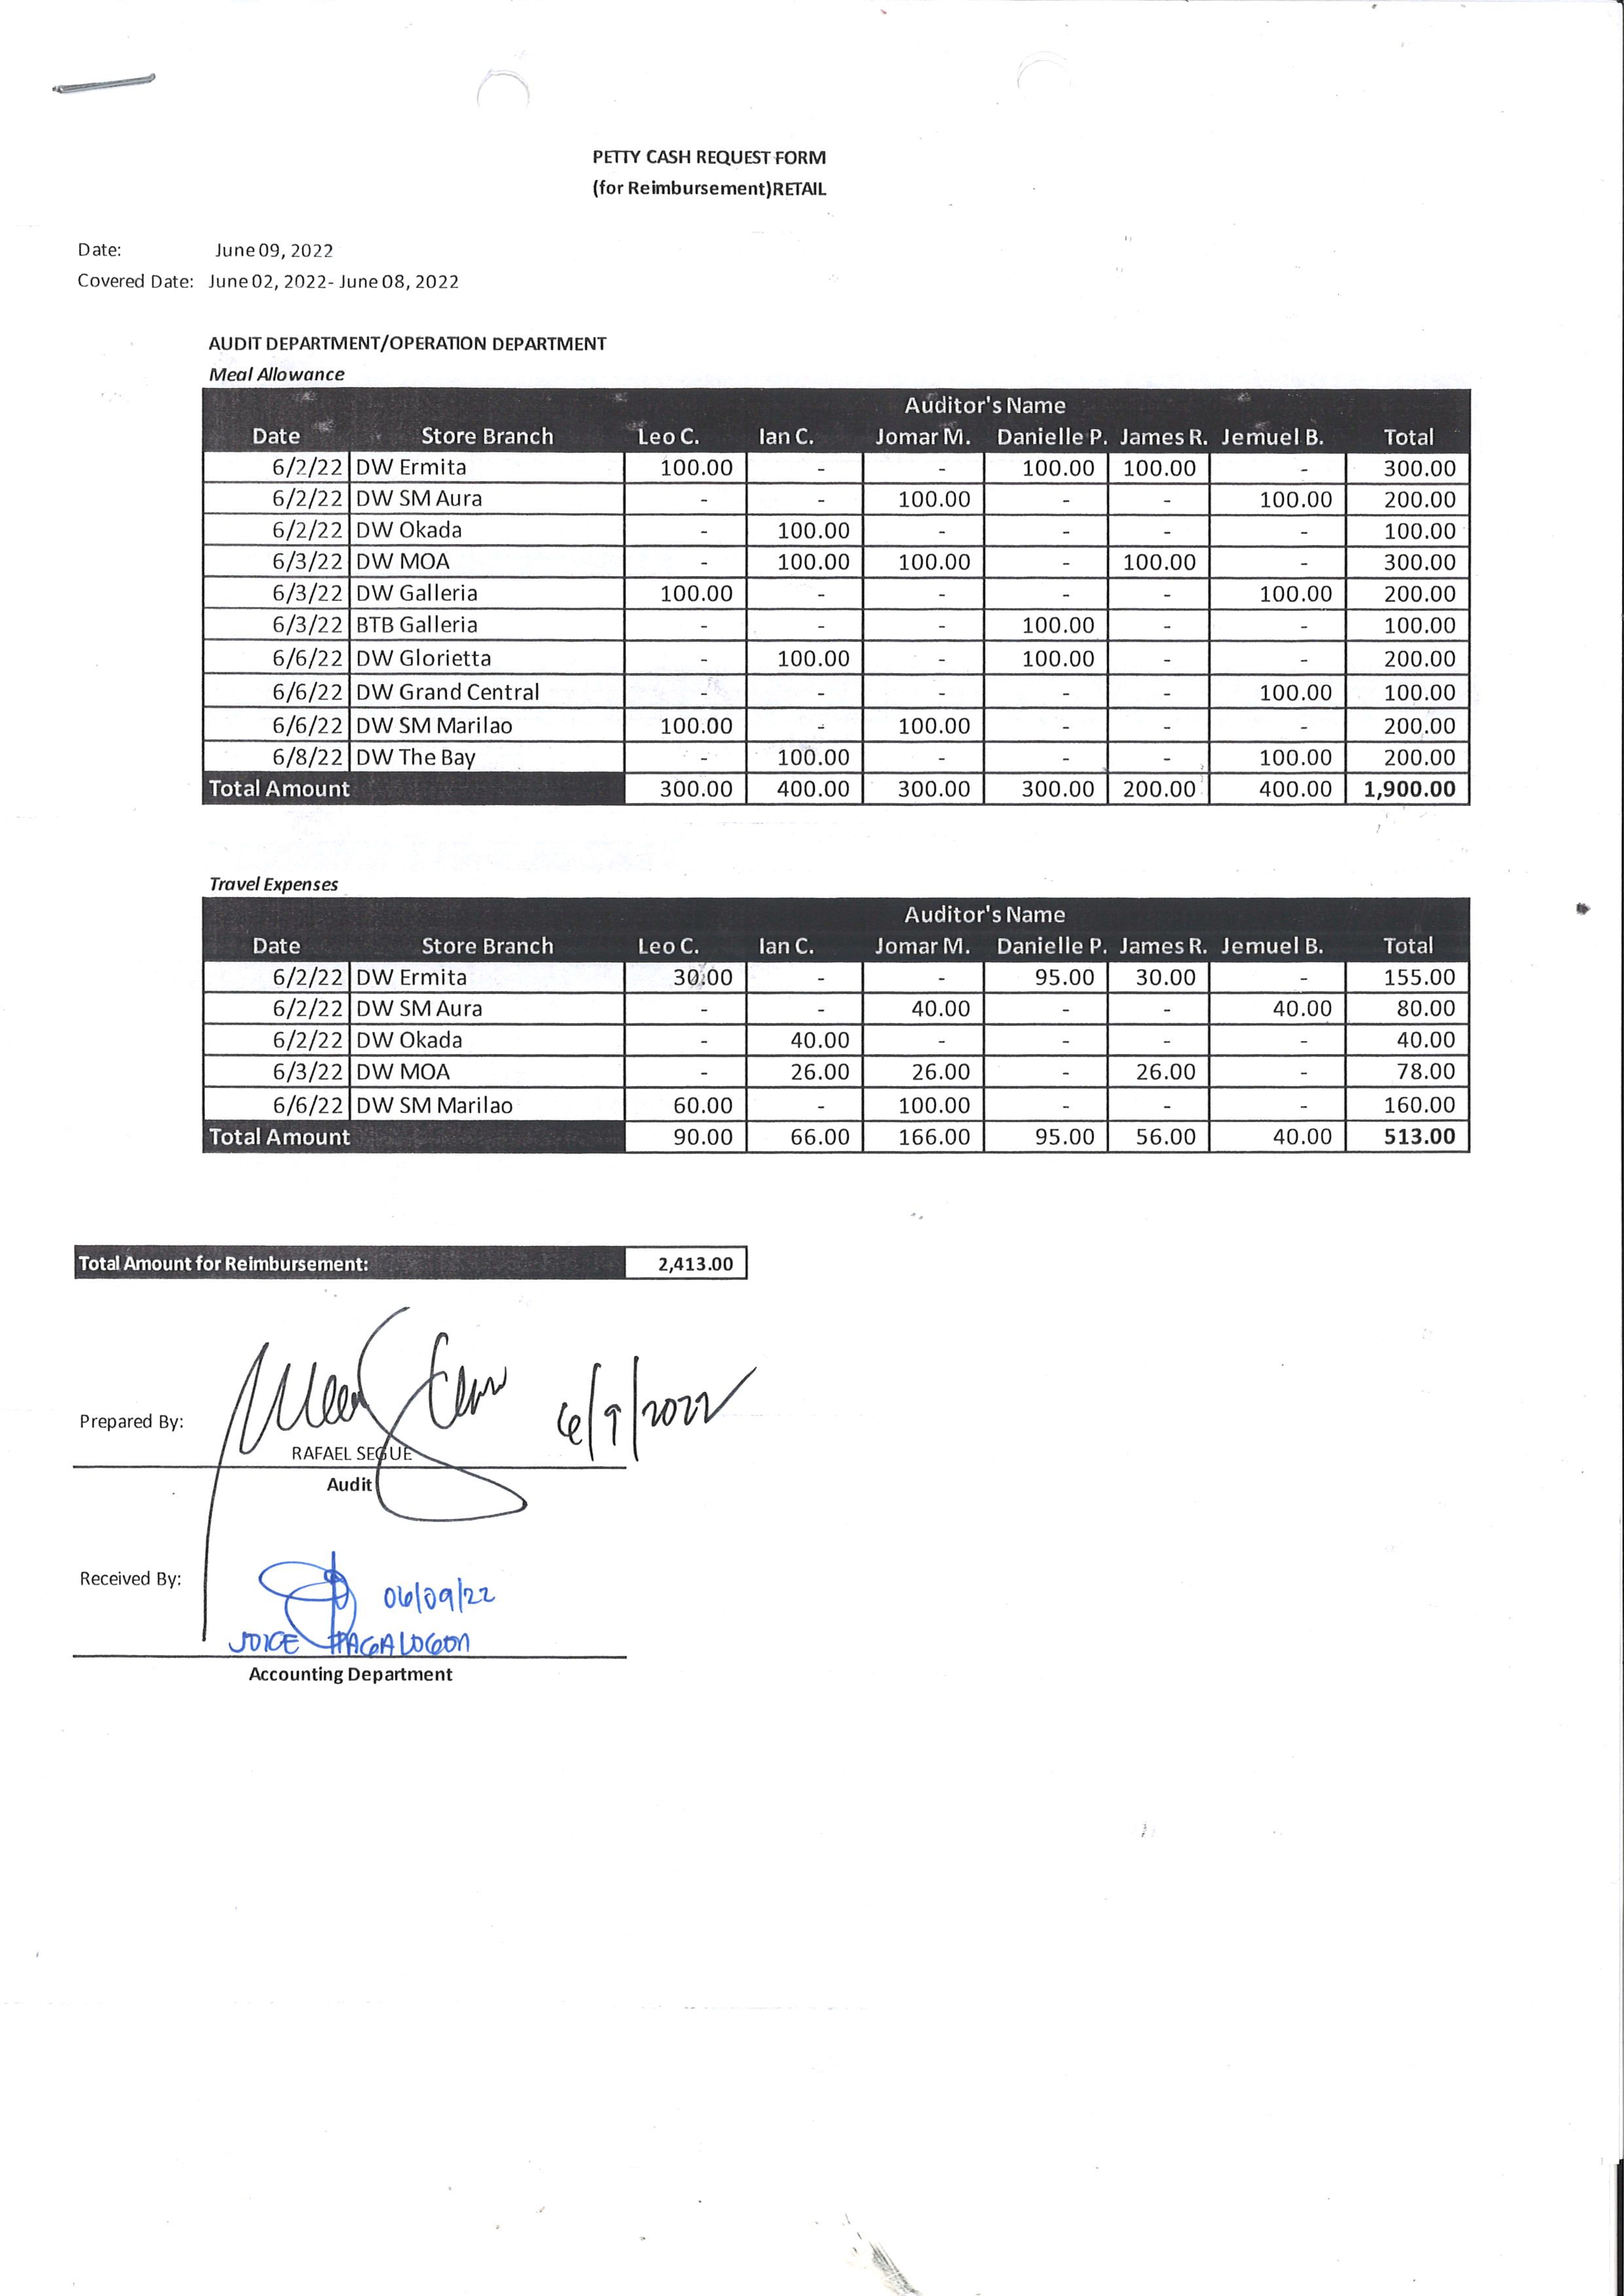 PETTY CASH REQUEST FORM
(for Reimbursement)RETAIL
Date: June 09, 2022
Covered Date: June 02, 2022- June 08, 2022
AUDIT DEPARTMENT/OPERATION DEPARTMENT
Meal Allowance
Auditor's Name
Date Store Branch Leo C. Ian C. Jomar M. Danielle P. James R. Jemuel B. Total
6/2/22 DW Ermita 100.00 - - 100.00 100.00 - 300.00
6/2/22 DW SM Aura - - 100.00 - - 100.00 200.00
6/2/22 DW Okada - 100.00 - - - - 100.00
6/3/22 DW MOA - 100.00 100.00 - 100.00 - 300.00
6/3/22 DW Galleria 100.00 - - - - 100.00 200.00
6/3/22 BTB Galleria - - - 100.00 - - 100.00
6/6/22 DW Glorietta - 100.00 - 100.00 - - 200.00
6/6/22 DW Grand Central - - - - - 100.00 100.00
6/6/22 DW SM Marilao 100.00 - 100.00 - - - 200.00
6/8/22 DW The Bay - 100.00 - - - 100.00 200.00
Total Amount 300.00 400.00 300.00 300.00 200.00 400.00 1,900.00
Travel Expenses
Auditor's Name
Date Store Branch Leo C. Ian C. Jomar M. Danielle P. James R. Jemuel B. Total
6/2/22 DW Ermita 30.00 - - 95.00 30.00 - 155.00
6/2/22 DW SM Aura - - 40.00 - - 40.00 80.00
6/2/22 DW Okada - 40.00 - - - - 40.00
6/3/22 DW MOA - 26.00 26.00 - 26.00 - 78.00
6/6/22 DW SM Marilao 60.00 - 100.00 - - - 160.00
Total Amount 90.00 66.00 166.00 95.00 56.00 40.00 513.00
Total Amount for Reimbursement: 2,413.00
6/9/2022
Prepared By:
RAFAEL SEGUE
Audit
Received By: 06/09/22
JOICE PAGALOGON
Accounting Department